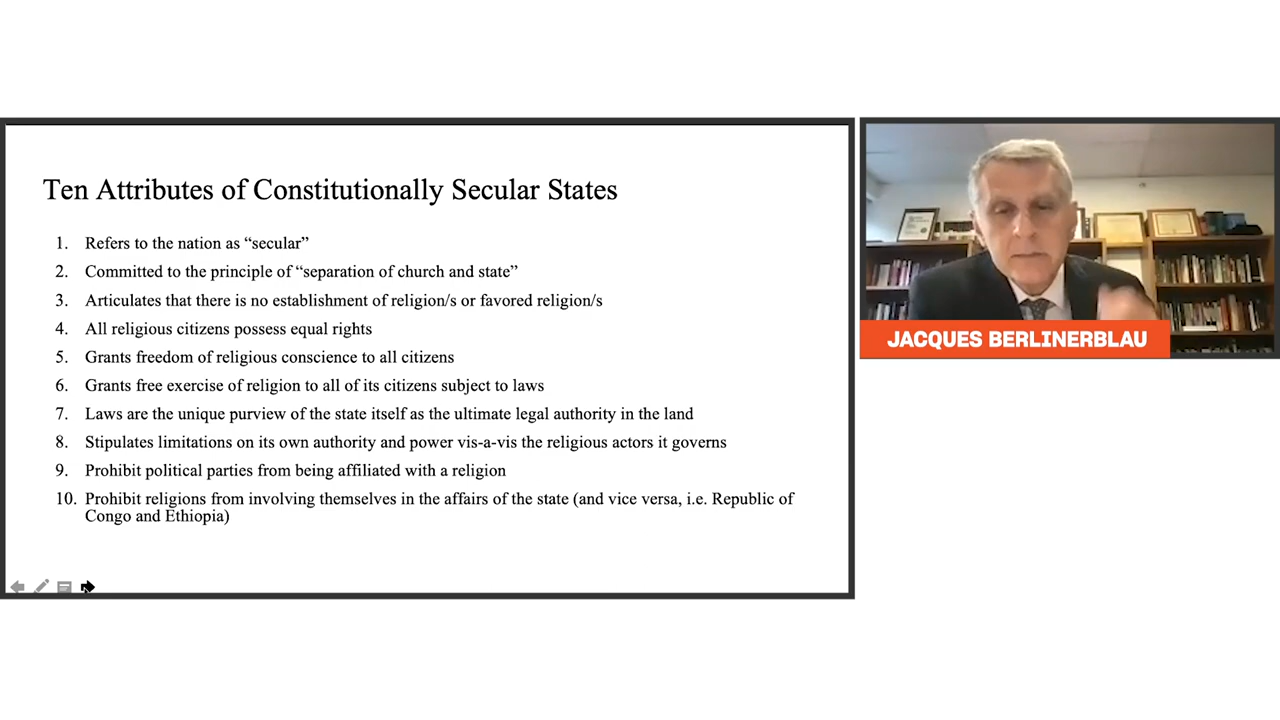 Ten Attributes of Constitutionally Secular States
1. Refers to the nation as “secular”
2. Committed to the principle of “separation of church and state”
3. Articulates that there is no establishment of religion/s or favored religion/s
4. All religious citizens possess equal rights
5. Grants freedom of religious conscience to all citizens
6. Grants free exercise of religion to all of its citizens subject to laws
7. Laws are the unique purview of the state itself as the ultimate legal authority in the land
8. Stipulates limitations on its own authority and power vis-a-vis the religious actors it governs
9. Prohibit political parties from being affiliated with a religion
10. Prohibit religions from involving themselves in the affairs of the state (and vice versa, i.e. Republic of
Congo and Ethiopia)
JACQUES BERLINERBLAU